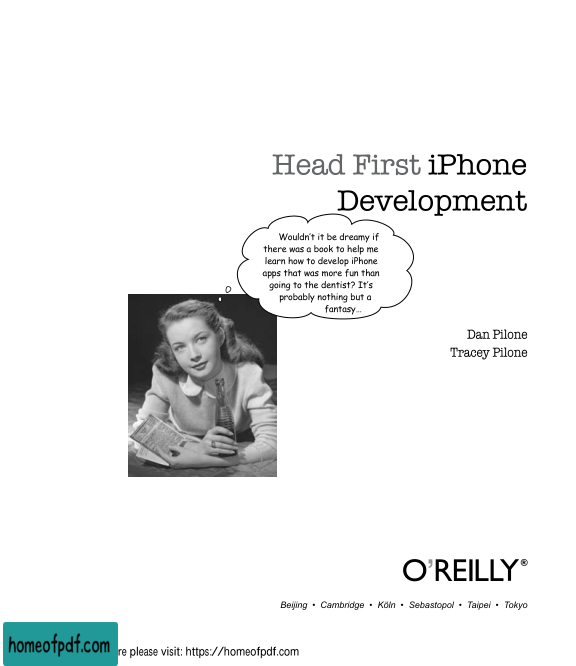 Head First iPhone
Development
Wouldn't it be dreamy if
there was a book to help me
learn how to develop iPhone
apps that was more fun than
going to the dentist? It's
probably nothing but a
fantasy...
Dan Pilone
Tracey Pilone
O'REILLY®
Beijing • Cambridge • Köln • Sebastopol • Taipei • Tokyo
homeofpdf.com
re please visit: https://homeofpdf.com